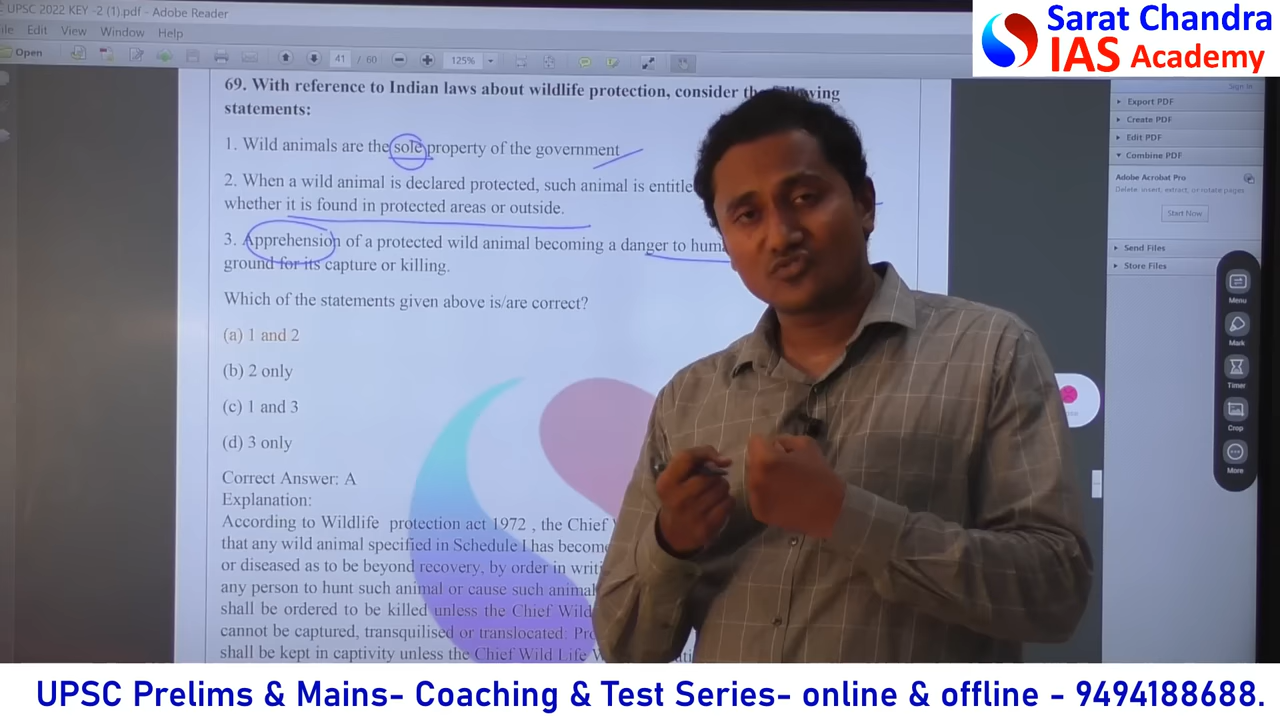 UPSC 2022 KEY -2 (1).pdf - Adobe Reader
File Edit View Window Help
Open 41 / 60 125%
Sarat Chandra
IAS Academy
Sign In
69. With reference to Indian laws about wildlife protection, consider the following
statements:
1. Wild animals are the sole property of the government
2. When a wild animal is declared protected, such animal is
whether it is found in protected areas or outside.
3. Apprehension of a protected wild animal becoming a danger to
ground for its capture or killing.
Which of the statements given above is/are correct?
(a) 1 and 2
(b) 2 only
(c) 1 and 3
(d) 3 only
Correct Answer: A
Explanation:
According to Wildlife protection act 1972 , the Chief
that any wild animal specified in Schedule I has become
or diseased as to be beyond recovery, by order in
any person to hunt such animal or cause such animal
shall be ordered to be killed unless the Chief Wild
cannot be captured, transquilised or translocated:
shall be kept in captivity unless the Chief Wild Life
Export PDF
Create PDF
Edit PDF
Combine PDF
Adobe Acrobat Pro
Delete, insert, extract, or rotate pages.
Start Now
Send Files
Store Files
Menu
Mark
Timer
Crop
More
UPSC Prelims & Mains- Coaching & Test Series- online & offline - 9494188688.